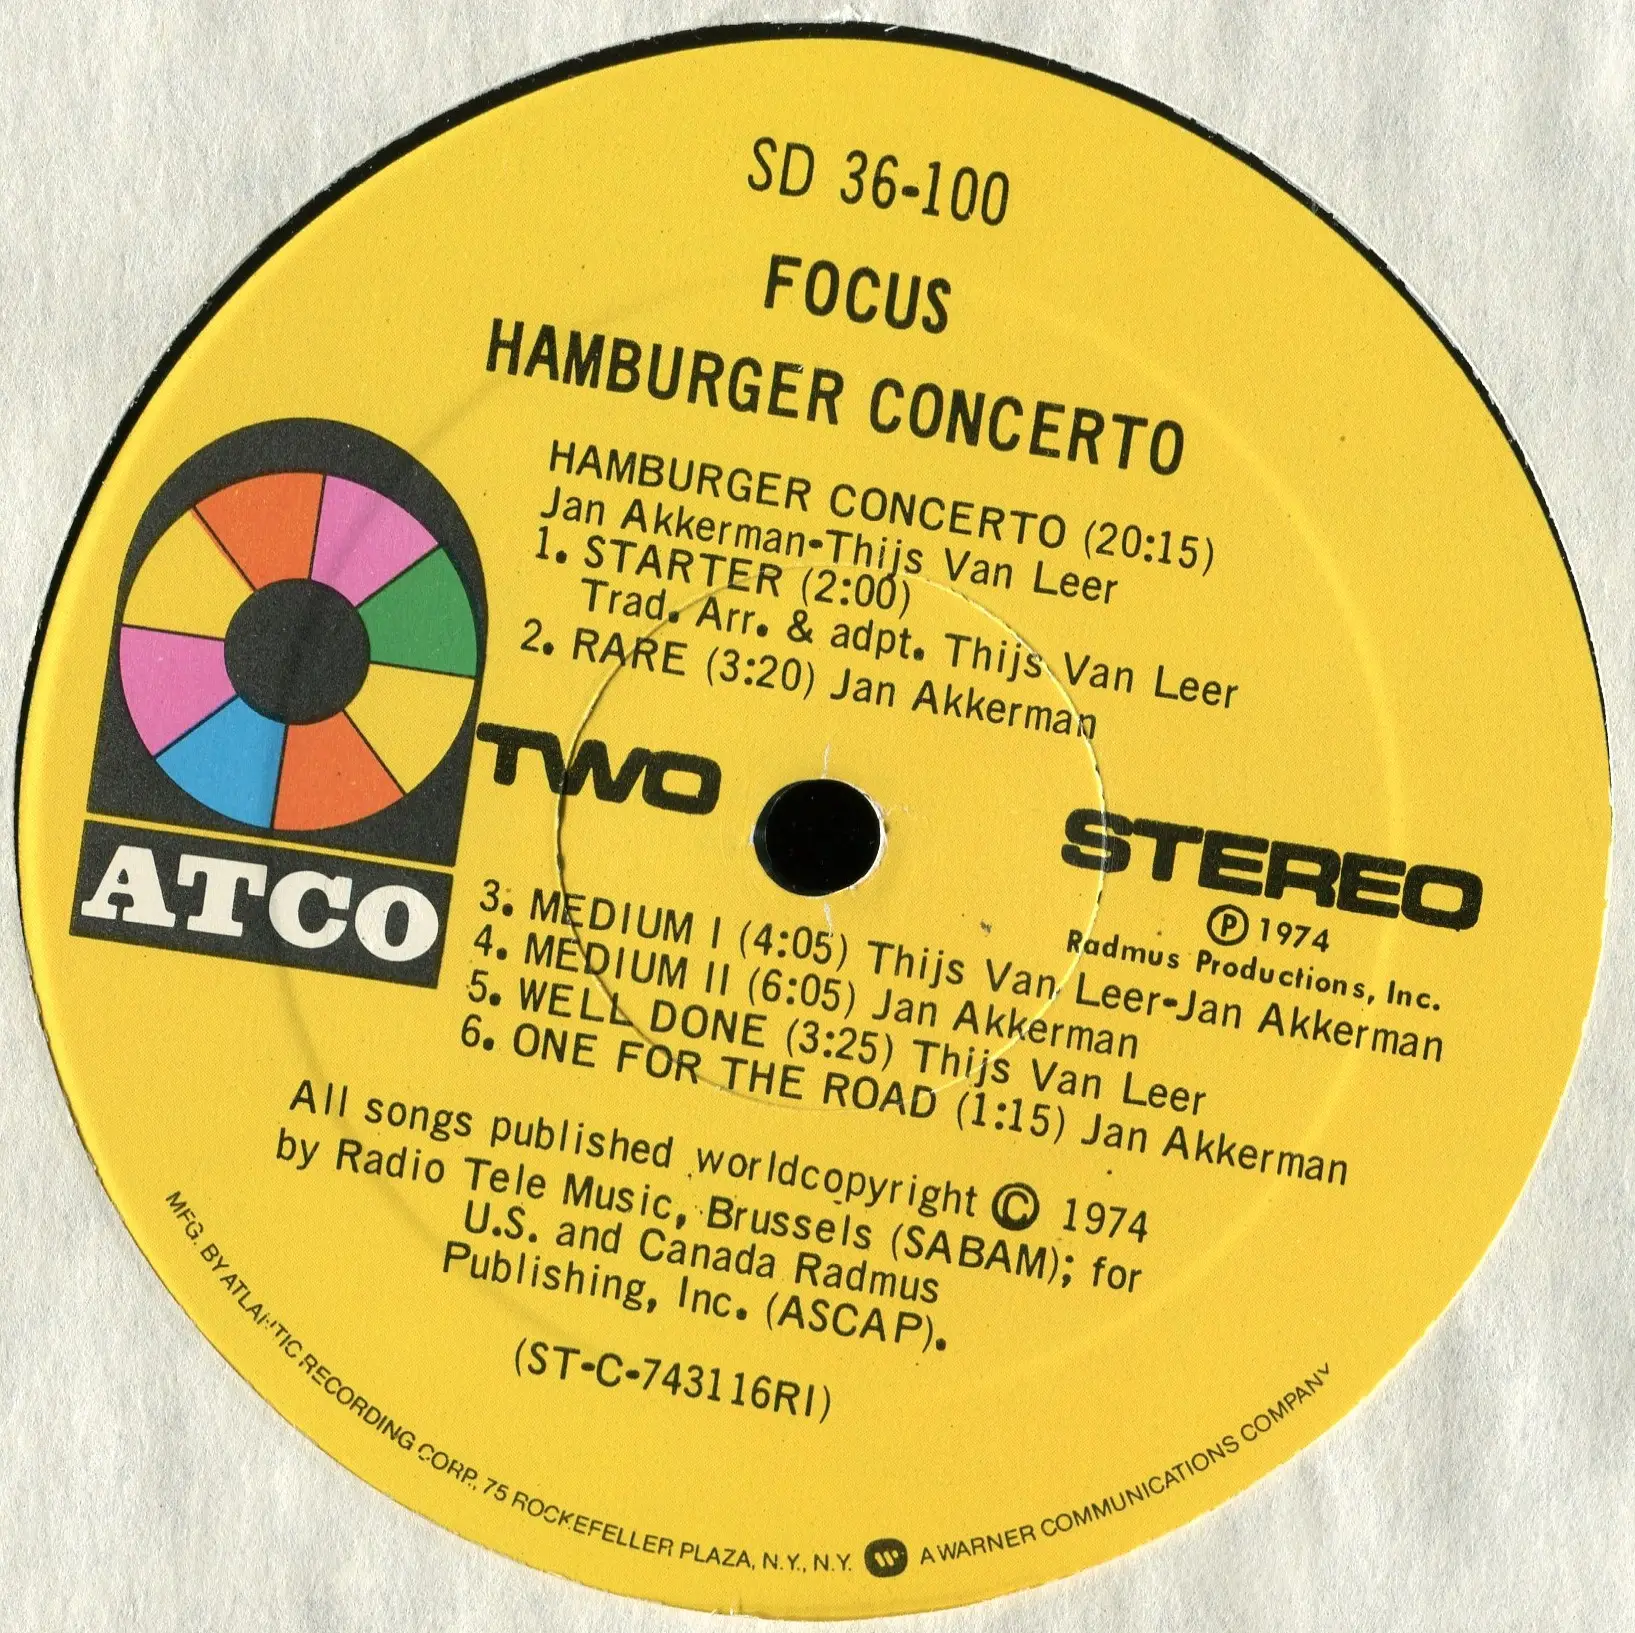 SD 36-100
FOCUS
HAMBURGER CONCERTO
HAMBURGER CONCERTO (20:15)
Jan Akkerman-Thijs Van Leer
1. STARTER (2:00)
Trad. Arr. & adpt. Thijs Van Leer
2. RARE (3:20) Jan Akkerman
TWO
STEREO
ATCO
℗ 1974
Radmus Productions, Inc.
3. MEDIUM I (4:05) Thijs Van Leer-Jan Akkerman
4. MEDIUM II (6:05) Jan Akkerman
5. WELL DONE (3:25) Thijs Van Leer
6. ONE FOR THE ROAD (1:15) Jan Akkerman
All songs published worldcopyright © 1974
by Radio Tele Music, Brussels (SABAM); for
U.S. and Canada Radmus
Publishing, Inc. (ASCAP).
(ST-C-743116RI)
MFG. BY ATLANTIC RECORDING CORP., 75 ROCKEFELLER PLAZA, N.Y., N.Y. W A WARNER COMMUNICATIONS COMPANY